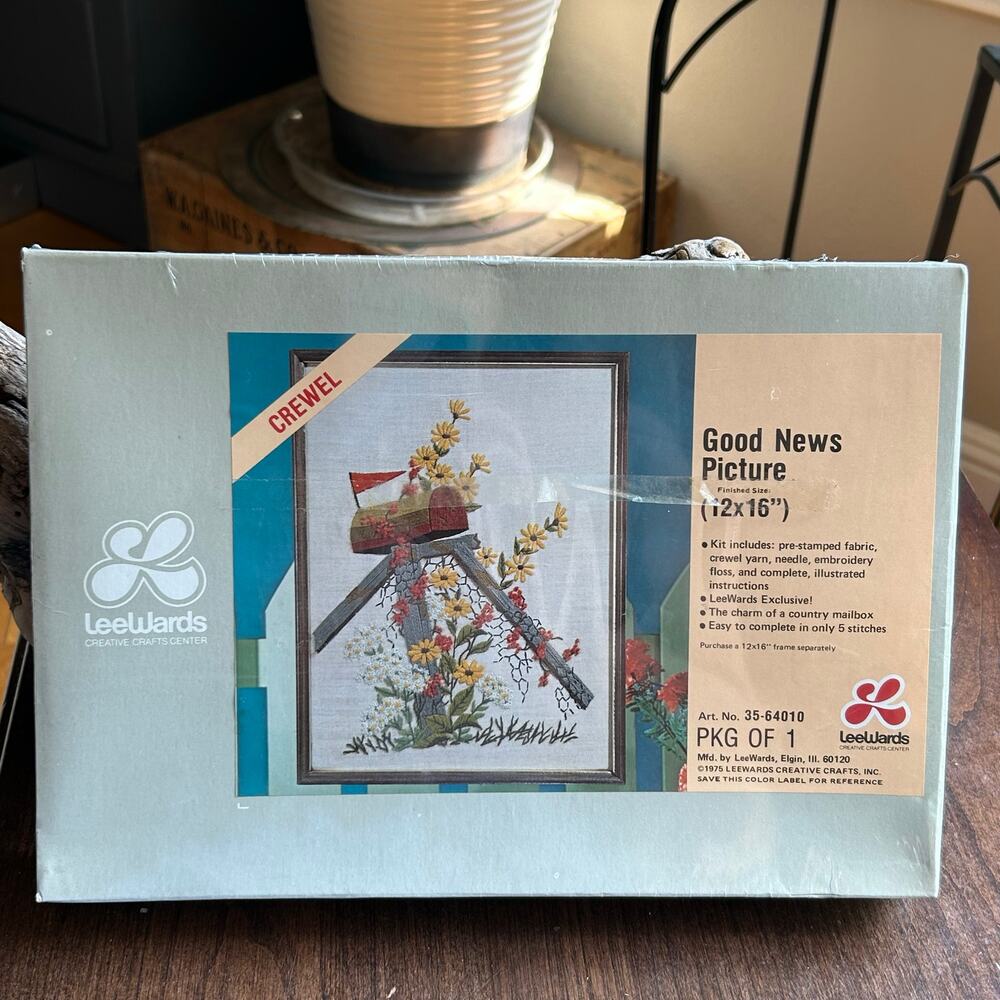 MAGAINES & CO
CREWEL
Good News
Picture
Finished Size:
(12x16")
• Kit includes: pre-stamped fabric,
crewel yarn, needle, embroidery
floss, and complete, illustrated
instructions
• LeeWards Exclusive!
• The charm of a country mailbox
• Easy to complete in only 5 stitches
Purchase a 12x16" frame separately
LeeWards
CREATIVE CRAFTS CENTER
Art. No. 35-64010
PKG OF 1
LeeWards
CREATIVE CRAFTS CENTER
Mfd. by LeeWards, Elgin, Ill. 60120
©1975 LEEWARDS CREATIVE CRAFTS, INC.
SAVE THIS COLOR LABEL FOR REFERENCE